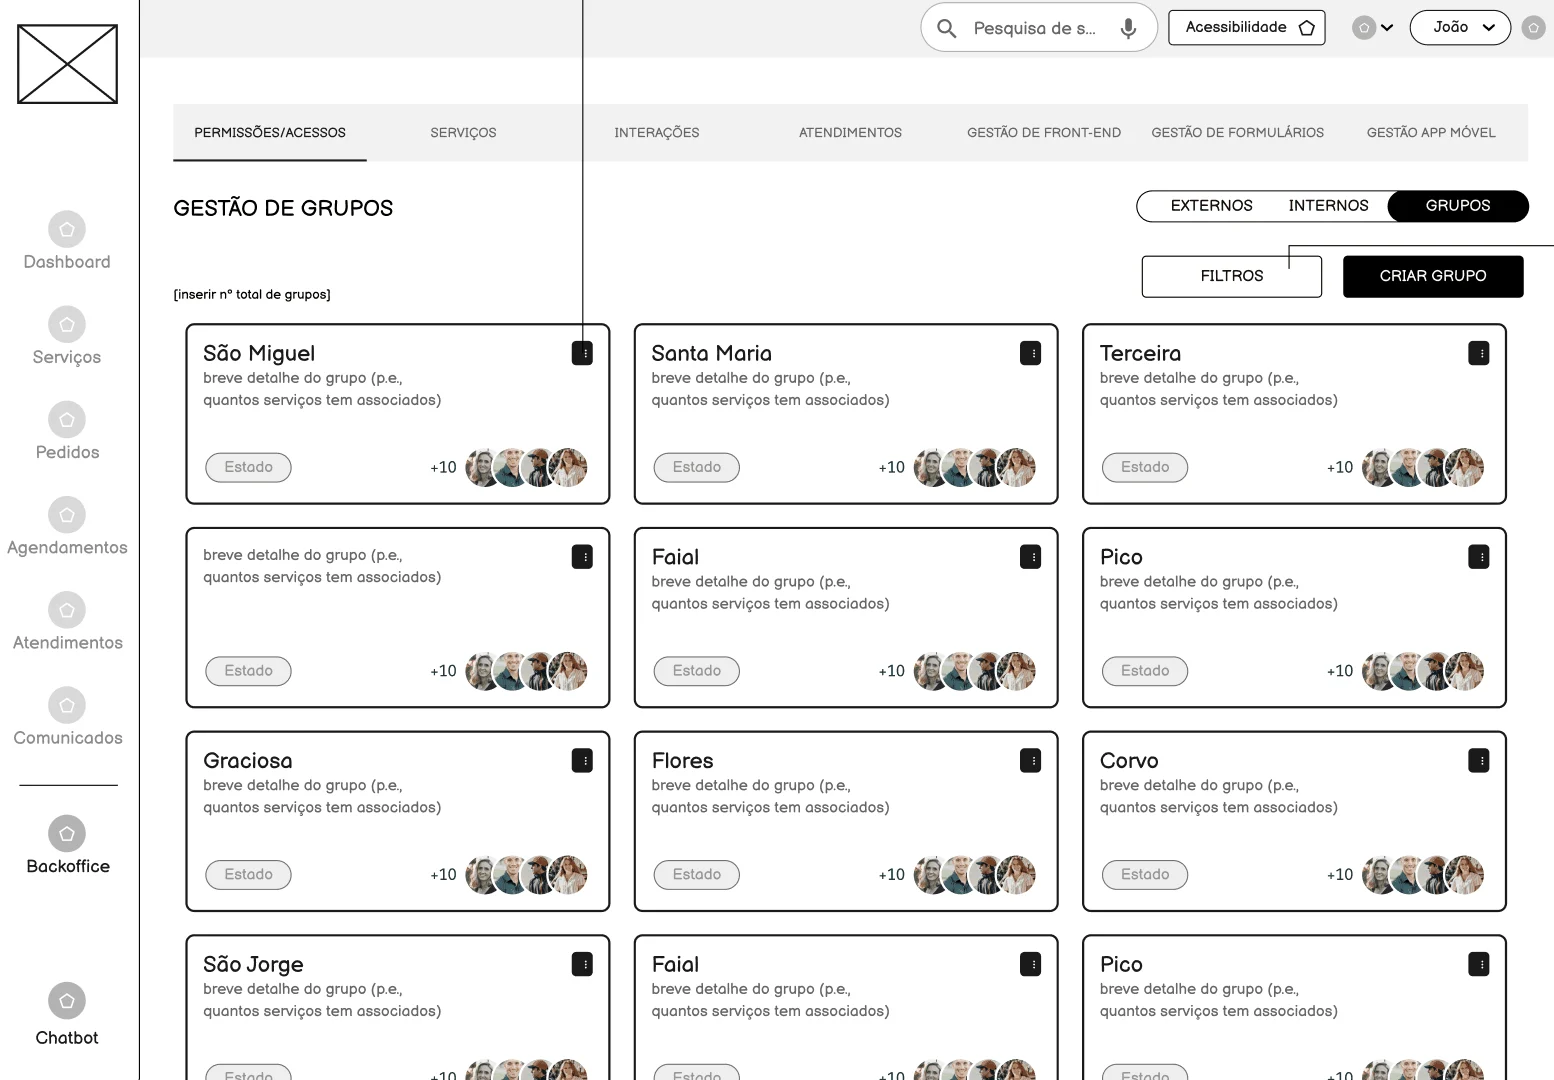 Pesquisa de s...
Acessibilidade
João
Dashboard
Serviços
Pedidos
Agendamentos
Atendimentos
Comunicados
Backoffice
Chatbot
PERMISSÕES/ACESSOS
SERVIÇOS
INTERAÇÕES
ATENDIMENTOS
GESTÃO DE FRONT-END
GESTÃO DE FORMULÁRIOS
GESTÃO APP MÓVEL
GESTÃO DE GRUPOS
EXTERNOS
INTERNOS
GRUPOS
FILTROS
CRIAR GRUPO
[inserir nº total de grupos]
São Miguel
breve detalhe do grupo (p.e.,
quantos serviços tem associados)
Estado
+10
Santa Maria
breve detalhe do grupo (p.e.,
quantos serviços tem associados)
Estado
+10
Terceira
breve detalhe do grupo (p.e.,
quantos serviços tem associados)
Estado
+10
breve detalhe do grupo (p.e.,
quantos serviços tem associados)
Estado
+10
Faial
breve detalhe do grupo (p.e.,
quantos serviços tem associados)
Estado
+10
Pico
breve detalhe do grupo (p.e.,
quantos serviços tem associados)
Estado
+10
Graciosa
breve detalhe do grupo (p.e.,
quantos serviços tem associados)
Estado
+10
Flores
breve detalhe do grupo (p.e.,
quantos serviços tem associados)
Estado
+10
Corvo
breve detalhe do grupo (p.e.,
quantos serviços tem associados)
Estado
+10
São Jorge
breve detalhe do grupo (p.e.,
quantos serviços tem associados)
Estado
+10
Faial
breve detalhe do grupo (p.e.,
quantos serviços tem associados)
Estado
+10
Pico
breve detalhe do grupo (p.e.,
quantos serviços tem associados)
Estado
+10